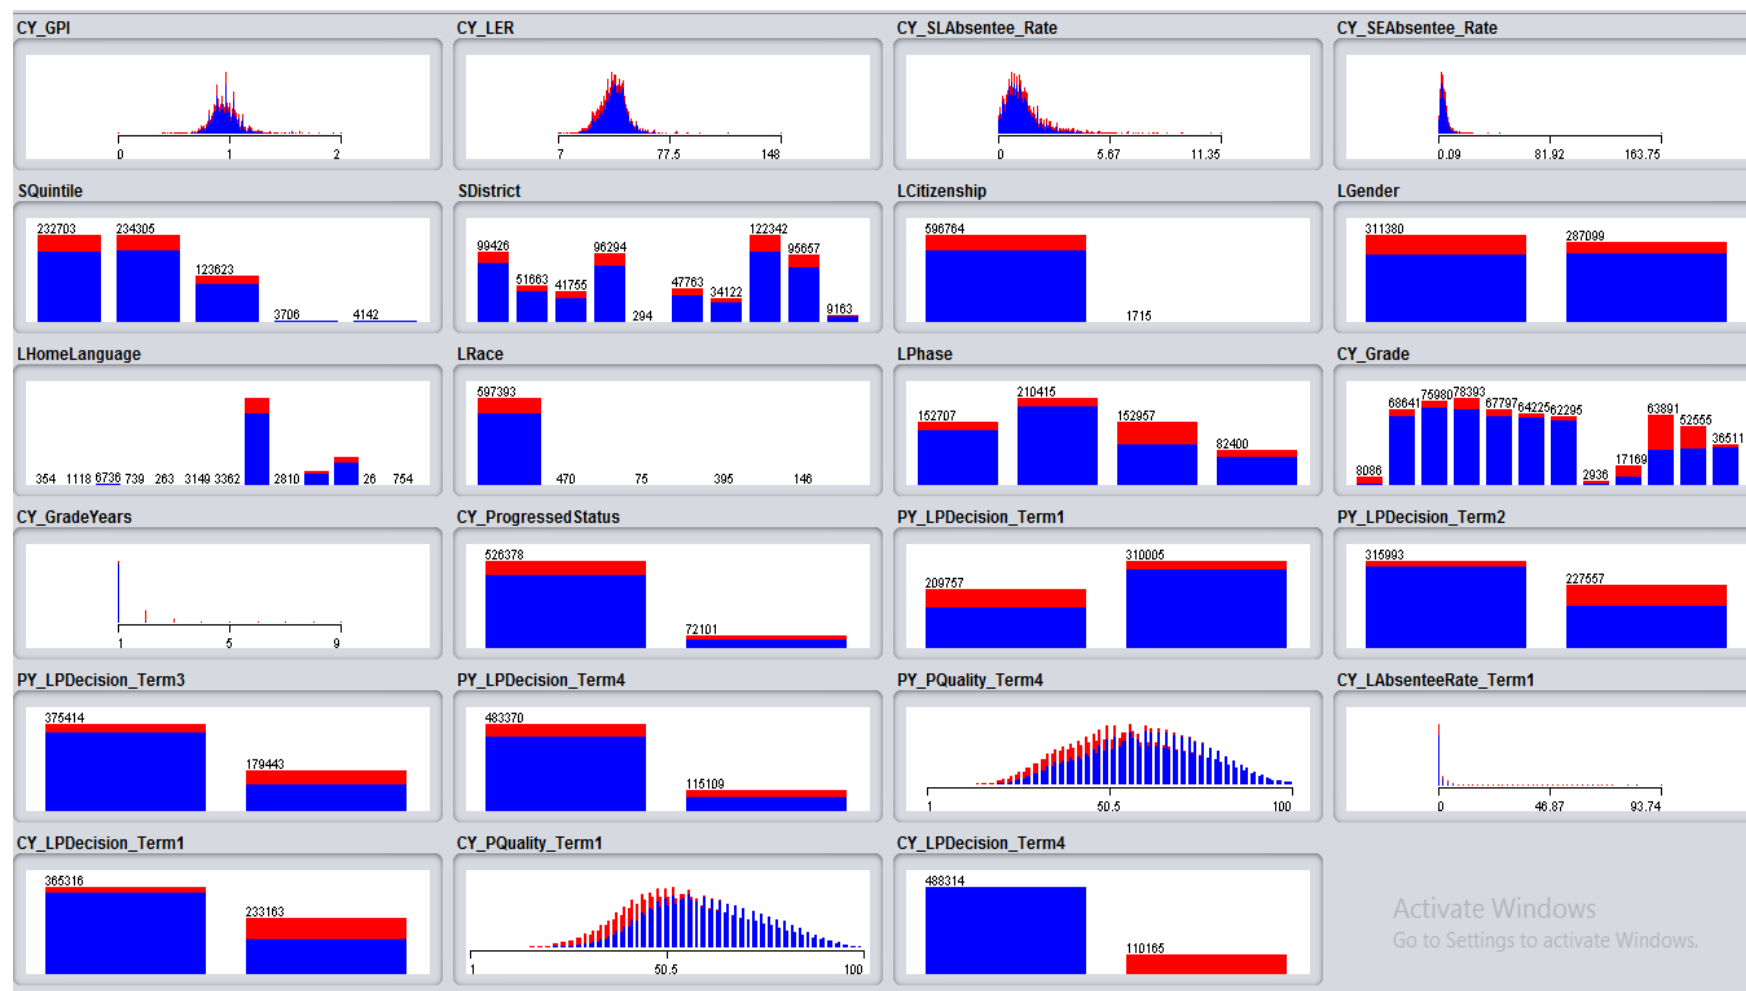 CY_GPI
0 1 2
CY_LER
7 77.5 148
CY_SLAbsentee_Rate
0 5.67 11.35
CY_SEAbsentee_Rate
0.09 81.92 163.75
SQuintile
232703 234305 123623 3706 4142
SDistrict
99426 51663 41755 96294 294 47763 34122 122342 95657 9163
LCitizenship
596764 1715
LGender
311380 287099
LHomeLanguage
354 1118 6736 739 263 3149 3362 2810 26 754
LRace
597393 470 75 395 146
LPhase
152707 210415 152957 82400
CY_Grade
8086 68641 75980 78393 67797 64225 62295 2936 17169 63891 52555 36511
CY_GradeYears
1 5 9
CY_ProgressedStatus
526378 72101
PY_LPDecision_Term1
209757 310005
PY_LPDecision_Term2
315993 227557
PY_LPDecision_Term3
375414 179443
PY_LPDecision_Term4
483370 115109
PY_PQuality_Term4
1 50.5 100
CY_LAbsenteeRate_Term1
0 46.87 93.74
CY_LPDecision_Term1
365316 233163
CY_PQuality_Term1
1 50.5 100
CY_LPDecision_Term4
488314 110165
Activate Windows
Go to Settings to activate Windows.